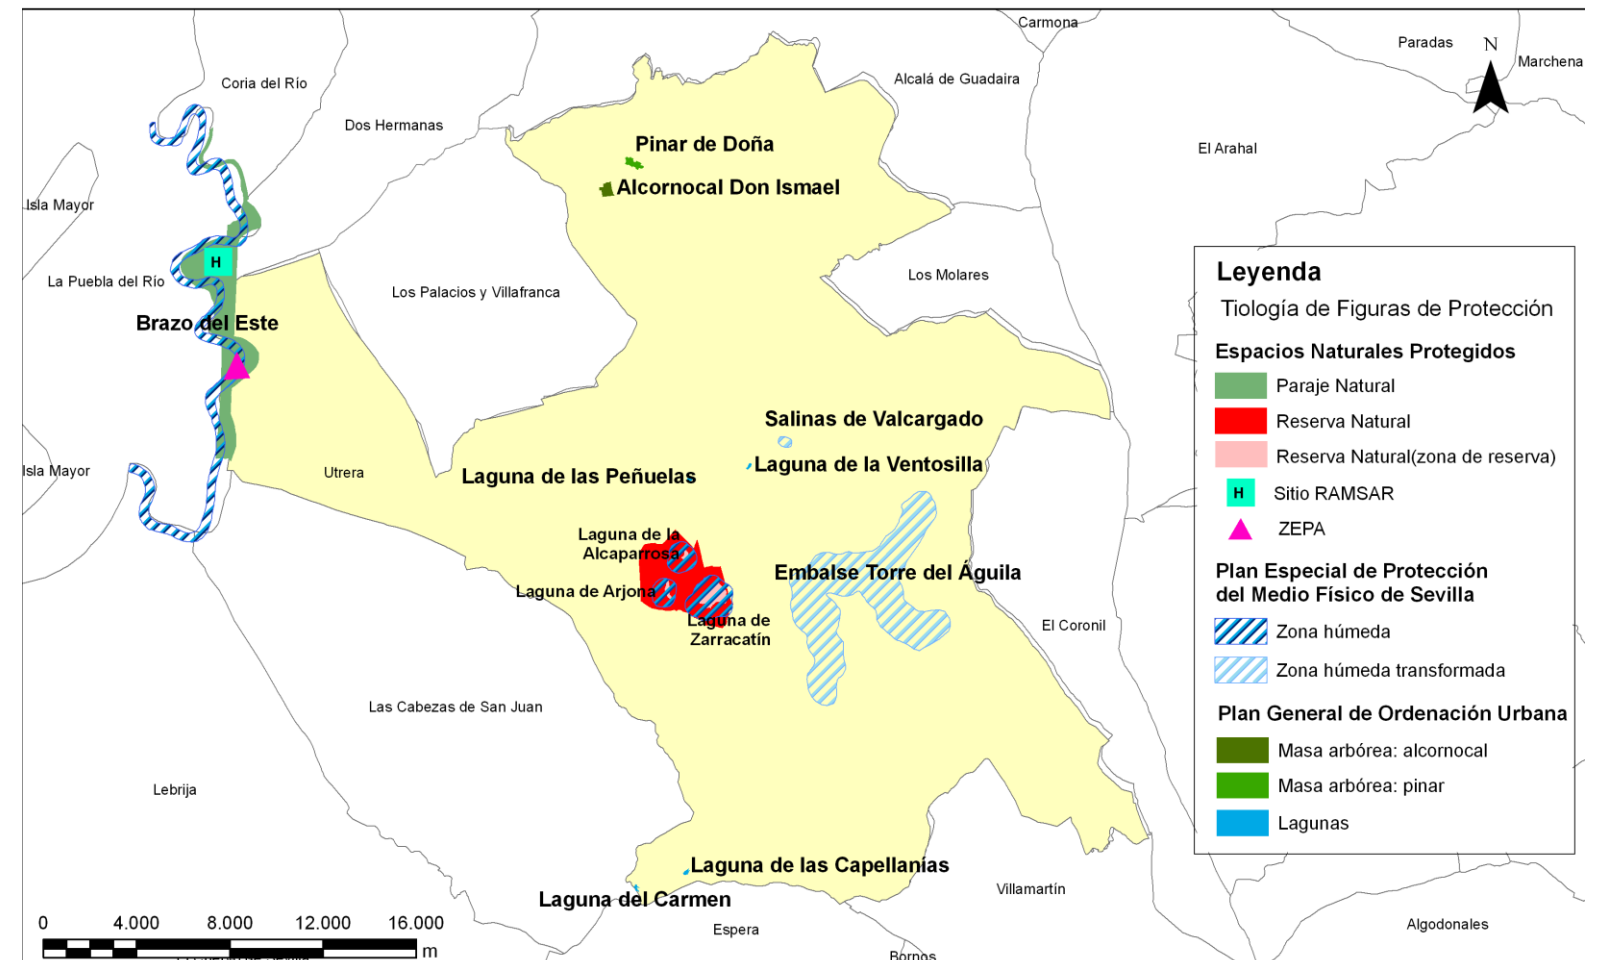 Carmona
Paradas
N
Marchena
Coria del Río
Alcalá de Guadaira
Dos Hermanas
Pinar de Doña
El Arahal
Alcornocal Don Ismael
Isla Mayor
H
La Puebla del Río
Los Palacios y Villafranca
Los Molares
Brazo del Este
Salinas de Valcargado
Isla Mayor
Utrera
Laguna de las Peñuelas
Laguna de la Ventosilla
Laguna de la
Alcaparrosa
Embalse Torre del Águila
Laguna de Arjona
Laguna de
Zarracatín
El Coronil
Las Cabezas de San Juan
Lebrija
Laguna de las Capellanías
Laguna del Carmen
Villamartín
Espera
Algodonales
Bornos
Leyenda
Tiología de Figuras de Protección
Espacios Naturales Protegidos
Paraje Natural
Reserva Natural
Reserva Natural(zona de reserva)
H Sitio RAMSAR
ZEPA
Plan Especial de Protección
del Medio Físico de Sevilla
Zona húmeda
Zona húmeda transformada
Plan General de Ordenación Urbana
Masa arbórea: alcornocal
Masa arbórea: pinar
Lagunas
0 4.000 8.000 12.000 16.000
m